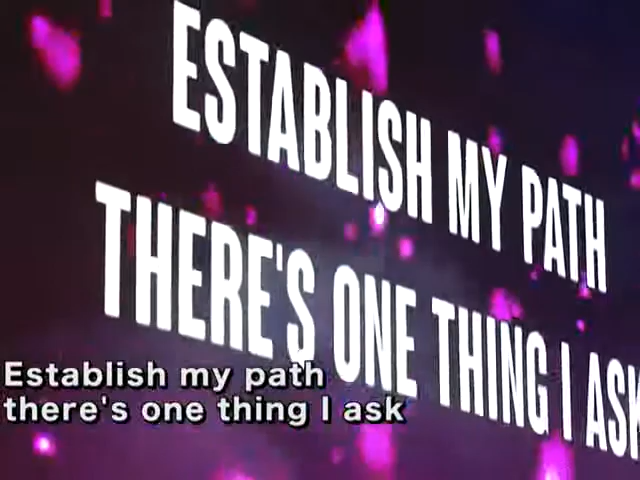 ESTABLISH MY PATH
THERE'S ONE THING I ASK
Establish my path
there's one thing I ask